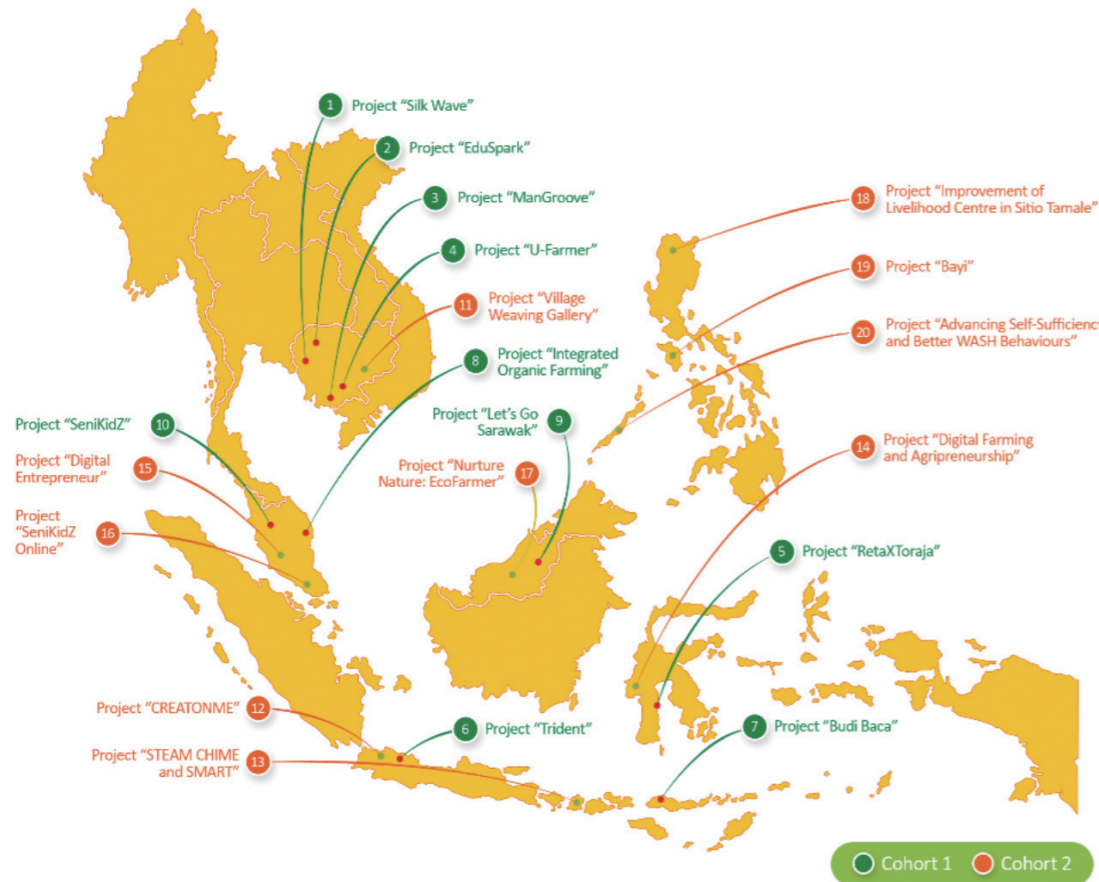 1 Project “Silk Wave”
2 Project “EduSpark”
3 Project “ManGroove”
4 Project “U-Farmer”
11 Project “Village
Weaving Gallery”
8 Project “Integrated
Organic Farming”
18 Project “Improvement of
Livelihood Centre in Sitio Tamale”
19 Project “Bayi”
20 Project “Advancing Self-Sufficiency
and Better WASH Behaviours”
Project “SeniKidZ” 10
Project “Digital
Entrepreneur” 15
Project
“SeniKidZ
Online” 16
Project “Let’s Go
Sarawak” 9
Project “Nurture
Nature: EcoFarmer” 17
14 Project “Digital Farming
and Agripreneurship”
5 Project “RetaXToraja”
Project “CREATONME” 12
6 Project “Trident”
7 Project “Budi Baca”
Project “STEAM CHIME
and SMART” 13
Cohort 1 Cohort 2